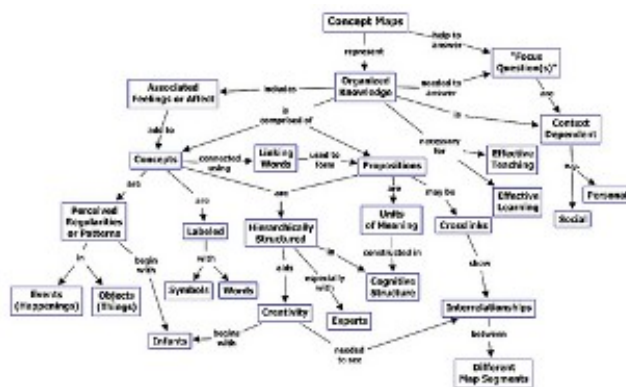 Concept Maps
help to
answer
represent
"Focus
Question(s)"
Associated
Feelings or Affect
includes
Organized
Knowledge
needed to
answer
are
is
is
comprised of
Context
Dependent
add to
necessary
for
Effective
Teaching
Concepts
connected
using
Linking
Words
used to
form
Propositions
e.g.
Personal
Social
are
are
are
are
may be
Effective
Learning
Perceived
Regularities
or Patterns
Labeled
Hierarchically
Structured
Units
of Meaning
Crosslinks
in
begin
with
with
in
constructed in
show
aids
especially
with
Events
(Happenings)
Objects
(Things)
Symbols
Words
Cognitive
Structure
Creativity
Experts
Interrelationships
Infants
begins
with
needed
to see
between
Different
Map Segments